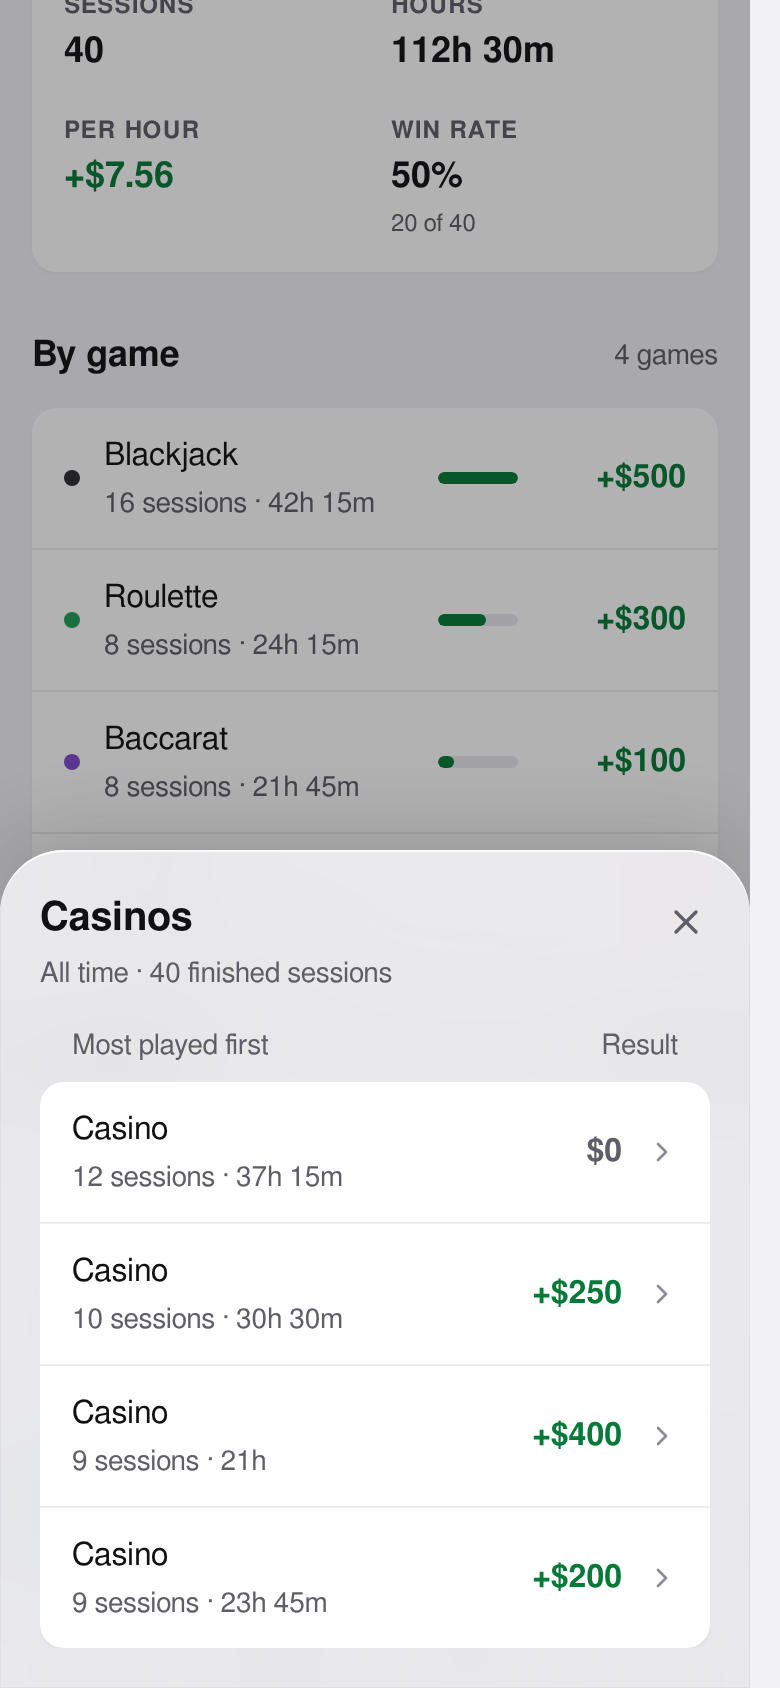 SESSIONS
HOURS
40
112h 30m
PER HOUR
WIN RATE
+$7.56
50%
20 of 40
By game
4 games
Blackjack
16 sessions · 42h 15m
+$500
Roulette
8 sessions · 24h 15m
+$300
Baccarat
8 sessions · 21h 45m
+$100
Casinos
All time · 40 finished sessions
Most played first
Result
Casino
12 sessions · 37h 15m
$0
Casino
10 sessions · 30h 30m
+$250
Casino
9 sessions · 21h
+$400
Casino
9 sessions · 23h 45m
+$200